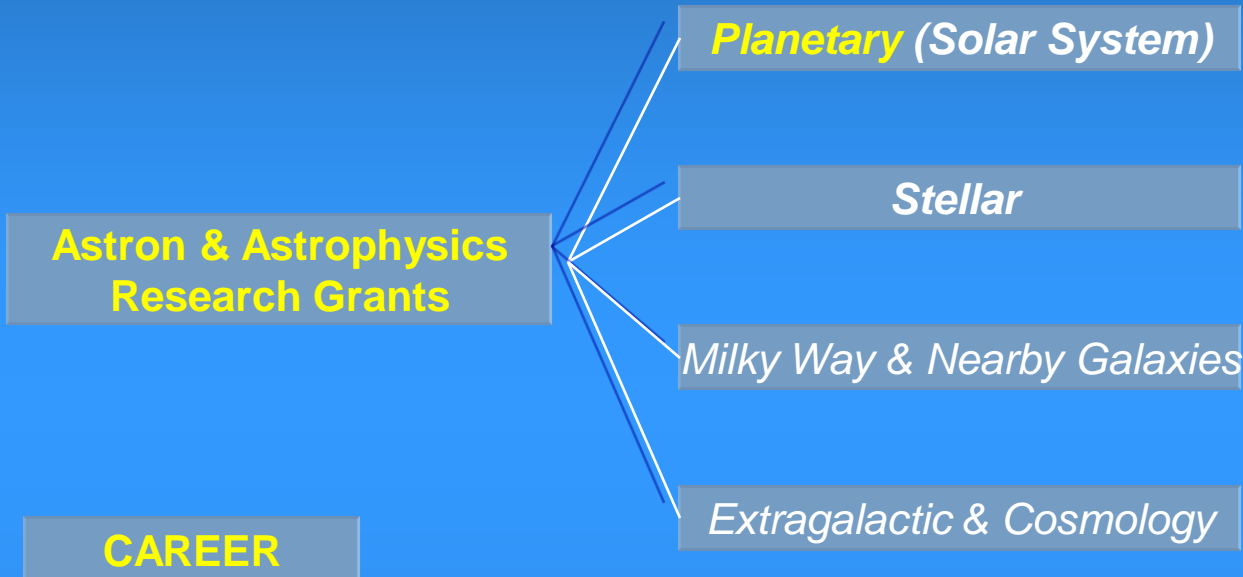 Planetary (Solar System)
Stellar
Astron & Astrophysics
Research Grants
Milky Way & Nearby Galaxies
Extragalactic & Cosmology
CAREER